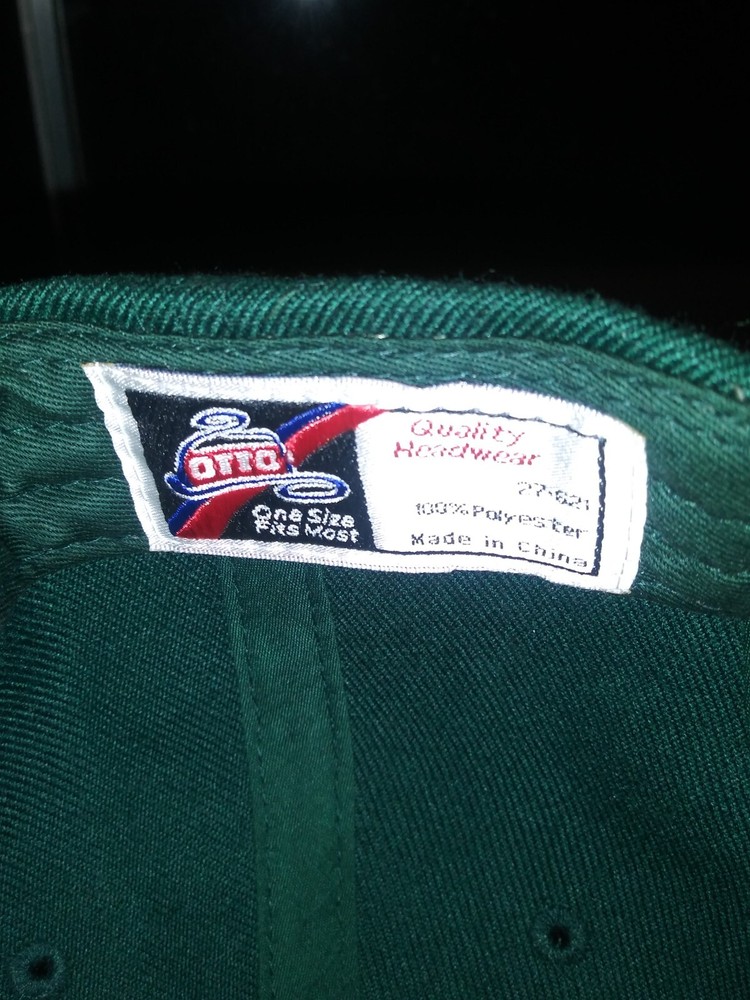 OTTO
One Size
Fits Most
Quality
Headwear
27-621
100% Polyester
Made in China